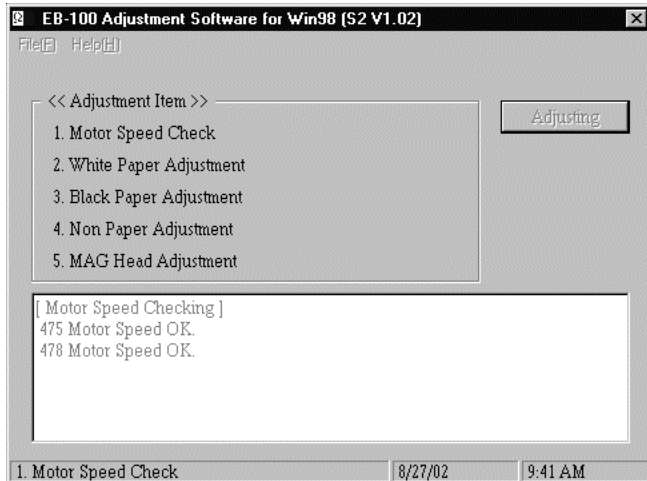 EB-100 Adjustment Software for Win98 (S2 V1.02)
File(F) Help(H)
<< Adjustment Item >>
Adjusting
1. Motor Speed Check
2. White Paper Adjustment
3. Black Paper Adjustment
4. Non Paper Adjustment
5. MAG Head Adjustment
[ Motor Speed Checking ]
475 Motor Speed OK.
478 Motor Speed OK.
1. Motor Speed Check 8/27/02 9:41 AM